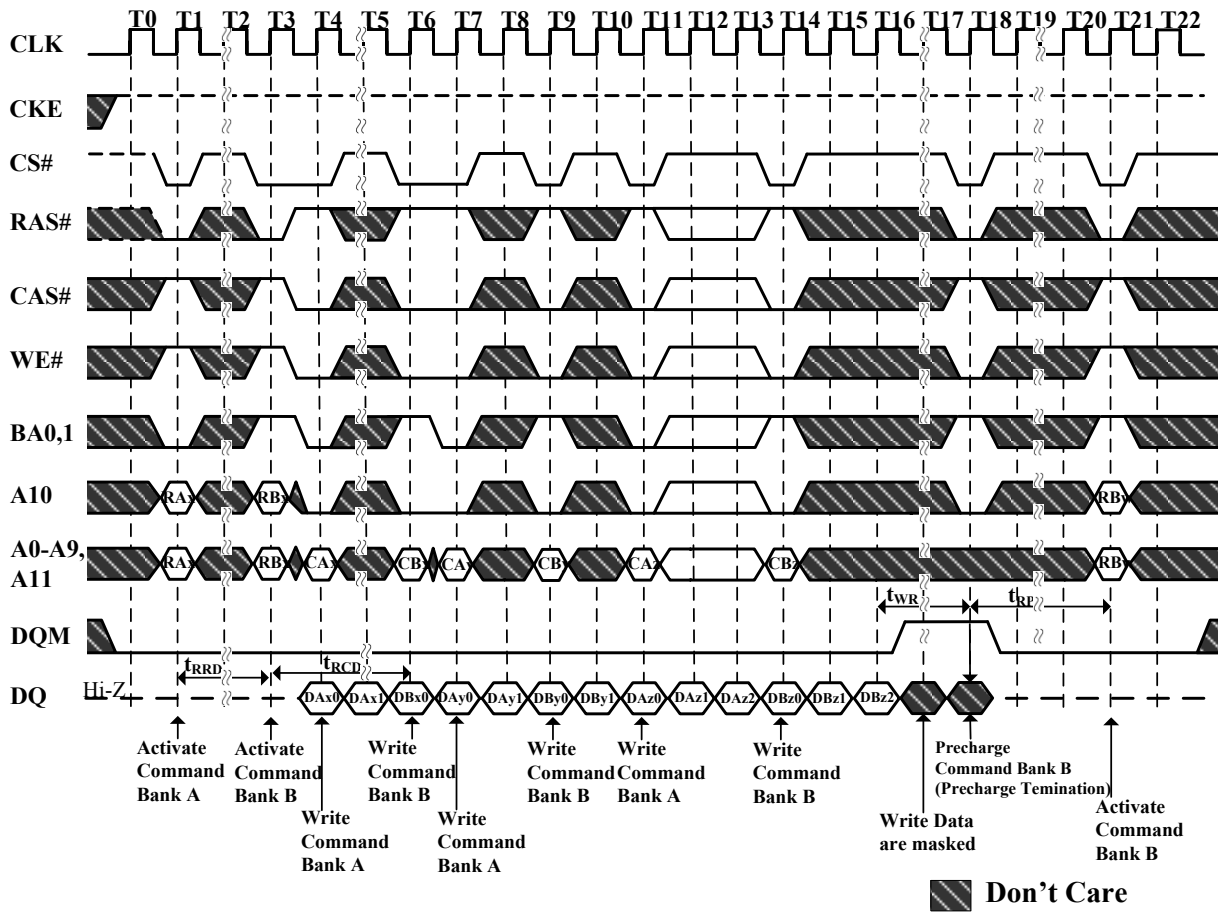 T0 T1 T2 T3 T4 T5 T6 T7 T8 T9 T10 T11 T12 T13 T14 T15 T16 T17 T18 T19 T20 T21 T22
CLK
CKE
CS#
RAS#
CAS#
WE#
BA0,1
A10 RAx RBx
A0-A9,
A11 RAx RBx CAx CBx CBz
tWR
DQM
tRRD tRCD
Hi-Z
DQ DAx0 DAx1 DBx0 DAy0 DAy1 DBy0 DBy1 DAz0 DAz1 DAz2 DBz0 DBz1 DBz2
Activate
Command
Bank A
Activate
Command
Bank B
Write
Command
Bank A
Write
Command
Bank B
Write
Command
Bank A
Write
Command
Bank B
Write
Command
Bank A
Write
Command
Bank B
Write Data
are masked
Precharge
Command Bank B
(Precharge Temination)
Activate
Command
Bank B
Don't Care